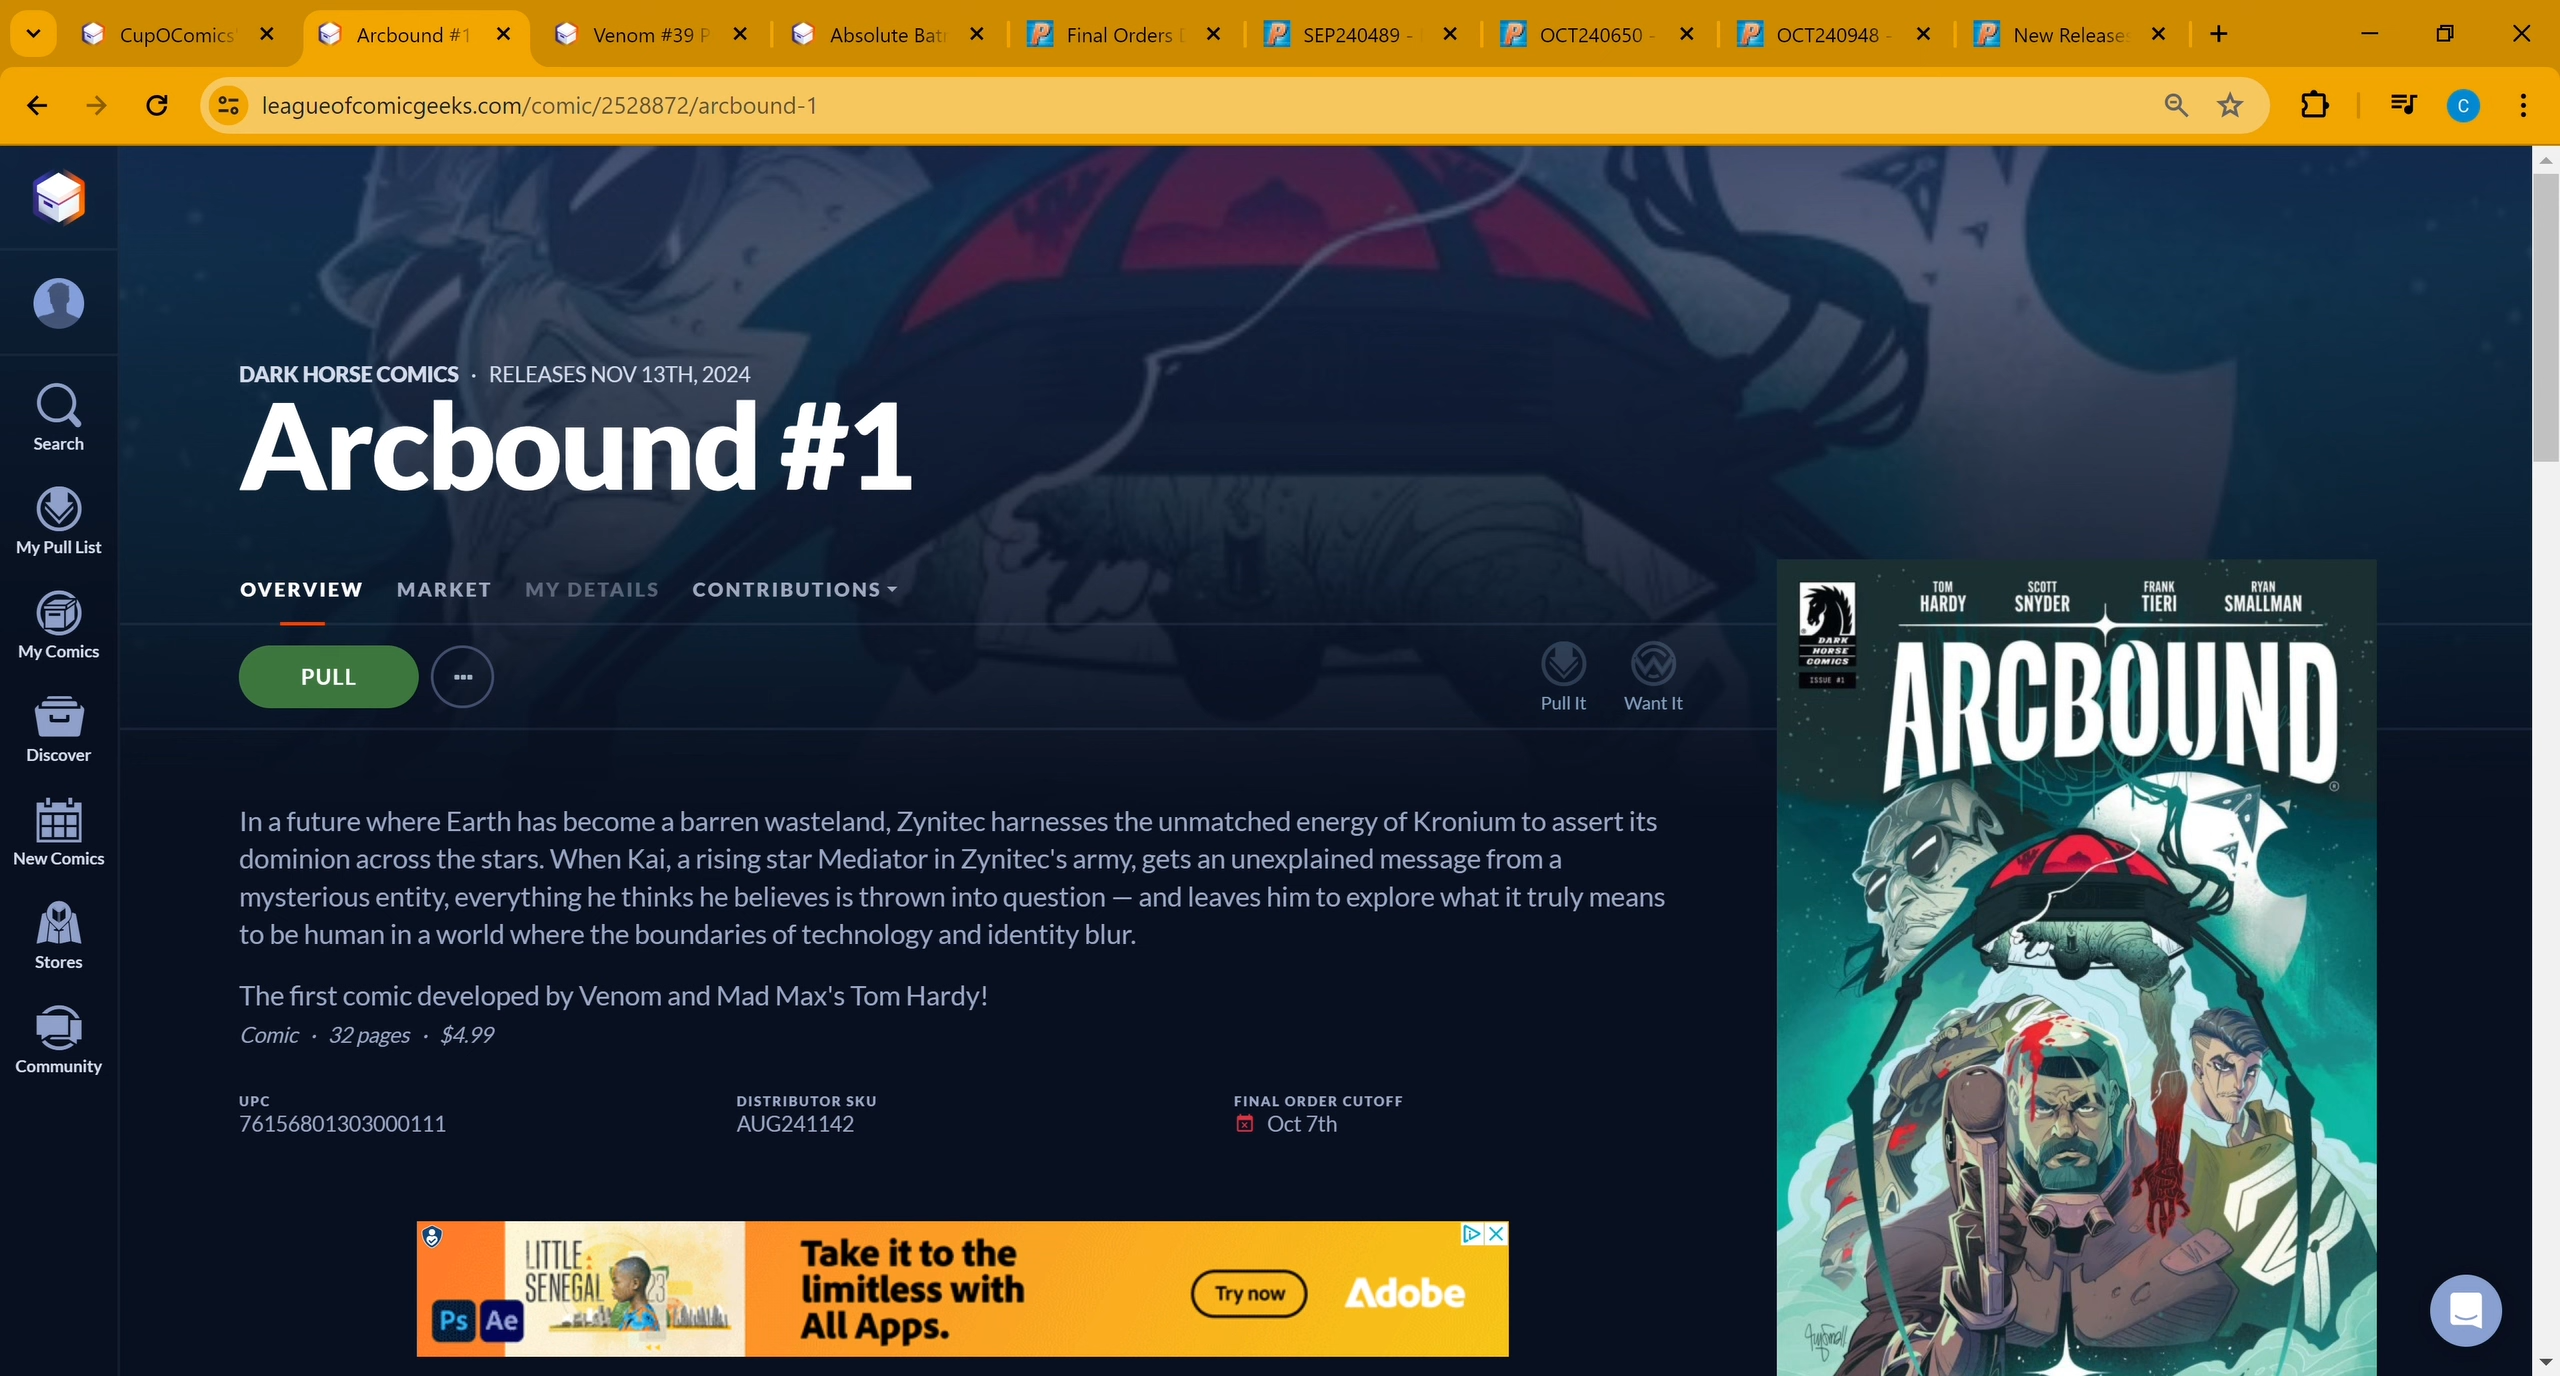 CupOComics'
Arcbound #1
Venom #39 P
Absolute Bat
Final Orders D
SEP240489 -
OCT240650 -
OCT240948 -
New Release
leagueofcomicgeeks.com/comic/2528872/arcbound-1
C
Search
My Pull List
My Comics
Discover
New Comics
Stores
Community
DARK HORSE COMICS · RELEASES NOV 13TH, 2024
Arcbound #1
OVERVIEW MARKET MY DETAILS CONTRIBUTIONS
PULL
Pull It
Want It
In a future where Earth has become a barren wasteland, Zynitec harnesses the unmatched energy of Kronium to assert its
dominion across the stars. When Kai, a rising star Mediator in Zynitec's army, gets an unexplained message from a
mysterious entity, everything he thinks he believes is thrown into question — and leaves him to explore what it truly means
to be human in a world where the boundaries of technology and identity blur.
The first comic developed by Venom and Mad Max's Tom Hardy!
Comic · 32 pages · $4.99
UPC
76156801303000111
DISTRIBUTOR SKU
AUG241142
FINAL ORDER CUTOFF
Oct 7th
LITTLE
SENEGAL
Ps Ae
Take it to the
limitless with
All Apps.
Try now
Adobe
DARK
HORSE
COMICS
ISSUE #1
TOM
HARDY
SCOTT
SNYDER
FRANK
TIERI
RYAN
SMALLMAN
ARCBOUND